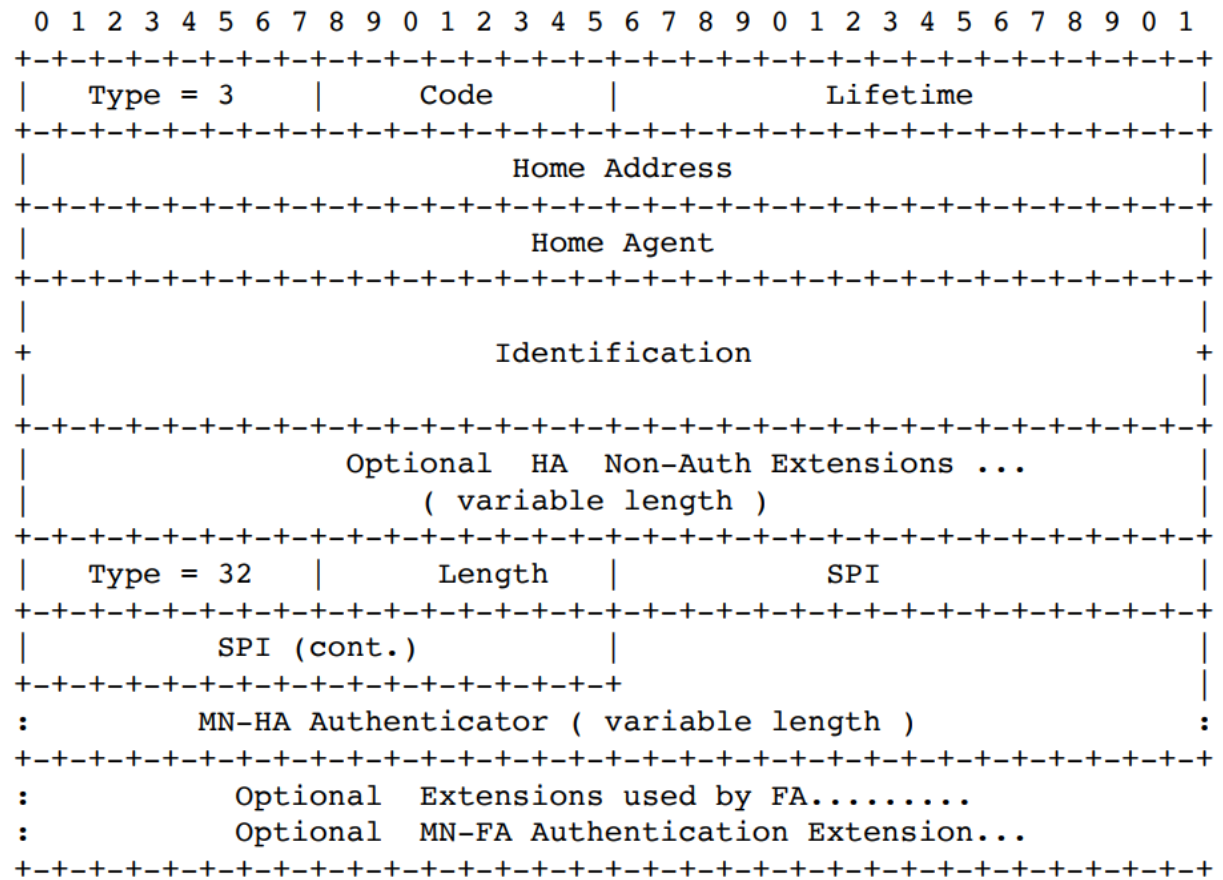 0 1 2 3 4 5 6 7 8 9 0 1 2 3 4 5 6 7 8 9 0 1 2 3 4 5 6 7 8 9 0 1
+-+-+-+-+-+-+-+-+-+-+-+-+-+-+-+-+-+-+-+-+-+-+-+-+-+-+-+-+-+-+-+-+
|   Type = 3    |     Code      |           Lifetime            |
+-+-+-+-+-+-+-+-+-+-+-+-+-+-+-+-+-+-+-+-+-+-+-+-+-+-+-+-+-+-+-+-+
|                          Home Address                         |
+-+-+-+-+-+-+-+-+-+-+-+-+-+-+-+-+-+-+-+-+-+-+-+-+-+-+-+-+-+-+-+-+
|                           Home Agent                          |
+-+-+-+-+-+-+-+-+-+-+-+-+-+-+-+-+-+-+-+-+-+-+-+-+-+-+-+-+-+-+-+-+
|                                                               |
+                         Identification                        +
|                                                               |
+-+-+-+-+-+-+-+-+-+-+-+-+-+-+-+-+-+-+-+-+-+-+-+-+-+-+-+-+-+-+-+-+
|                 Optional  HA  Non-Auth Extensions ...         |
|                     ( variable length )                       |
+-+-+-+-+-+-+-+-+-+-+-+-+-+-+-+-+-+-+-+-+-+-+-+-+-+-+-+-+-+-+-+-+
|   Type = 32   |      Length   |           SPI                 |
+-+-+-+-+-+-+-+-+-+-+-+-+-+-+-+-+-+-+-+-+-+-+-+-+-+-+-+-+-+-+-+-+
|          SPI (cont.)          |                               |
+-+-+-+-+-+-+-+-+-+-+-+-+-+-+-+-+                               |
:         MN-HA Authenticator ( variable length )               :
+-+-+-+-+-+-+-+-+-+-+-+-+-+-+-+-+-+-+-+-+-+-+-+-+-+-+-+-+-+-+-+-+
:           Optional  Extensions used by FA.........
:           Optional  MN-FA Authentication Extension...
+-+-+-+-+-+-+-+-+-+-+-+-+-+-+-+-+-+-+-+-+-+-+-+-+-+-+-+-+-+-+-+-+